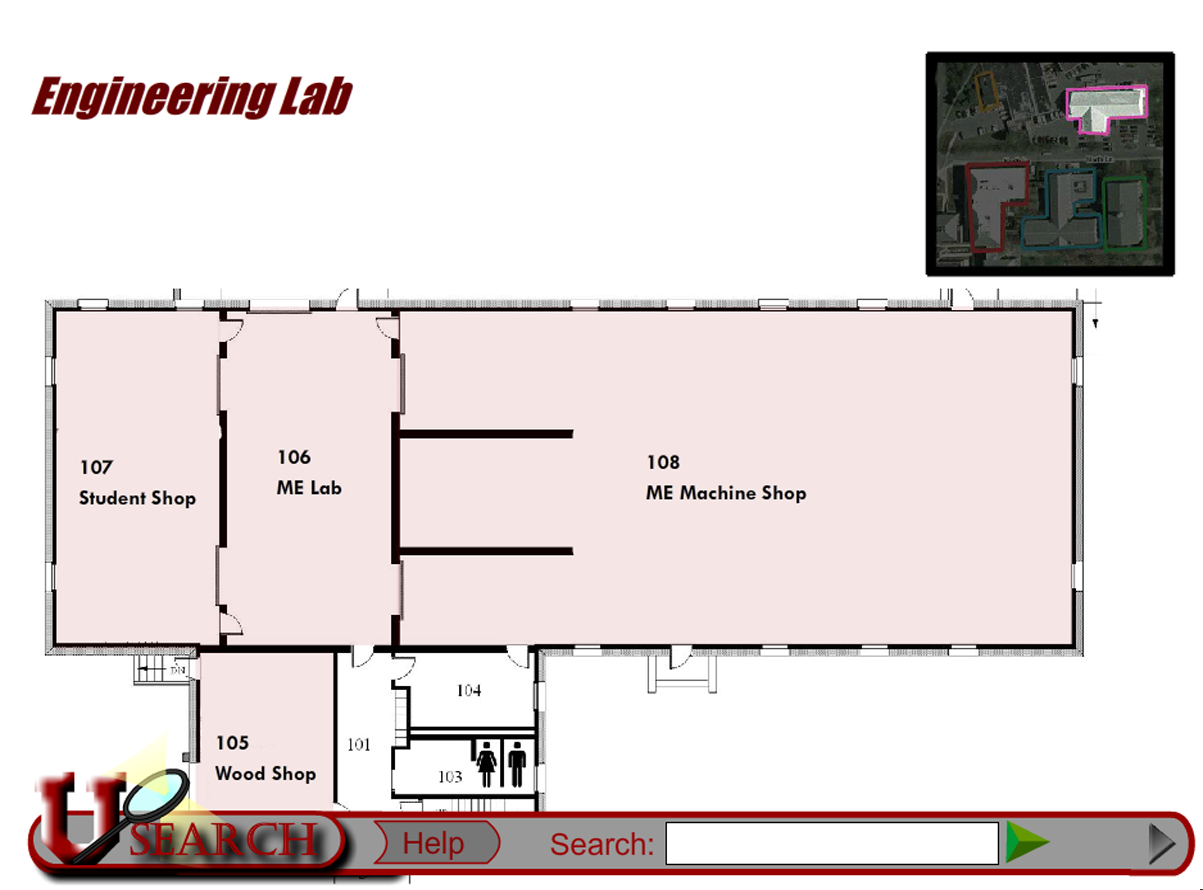 Engineering Lab
107
Student Shop
106
ME Lab
108
ME Machine Shop
DN
104
105
Wood Shop
101
103
U SEARCH
Help
Search: